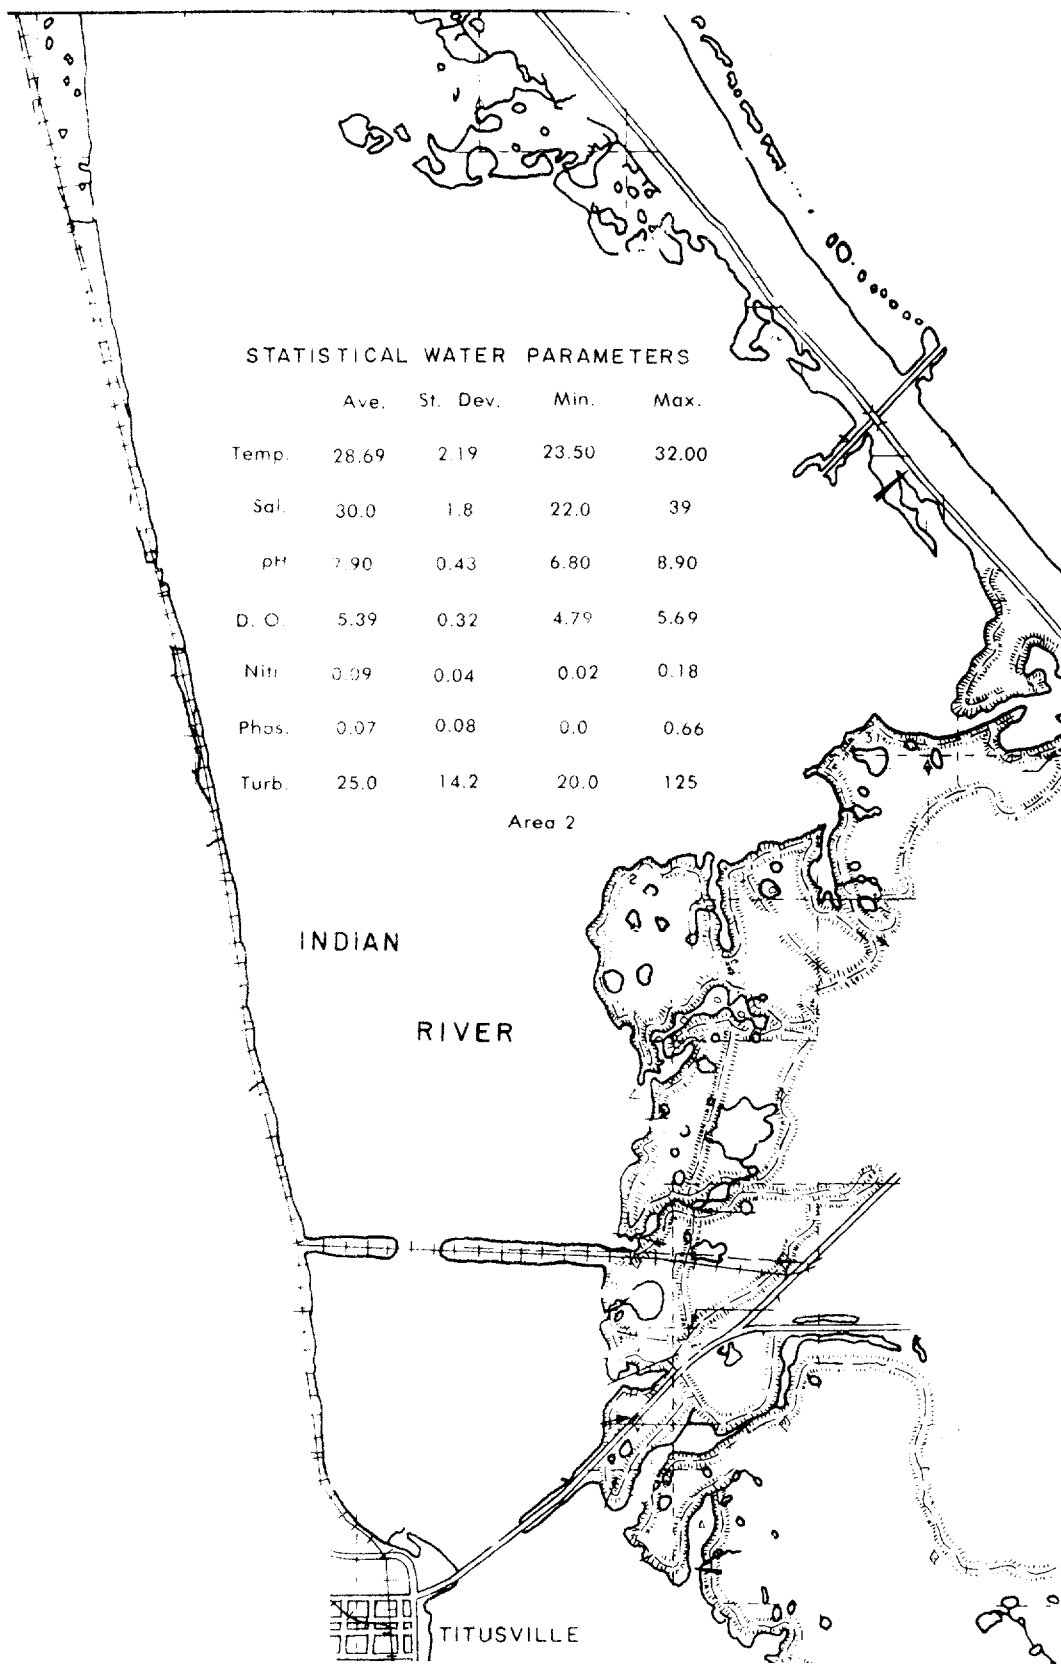 STATISTICAL WATER PARAMETERS
Ave. St. Dev. Min. Max.
Temp. 28.69 2.19 23.50 32.00
Sal. 30.0 1.8 22.0 39
pH 7.90 0.43 6.80 8.90
D. O. 5.39 0.32 4.79 5.69
Nitr 0.09 0.04 0.02 0.18
Phos. 0.07 0.08 0.0 0.66
Turb. 25.0 14.2 20.0 125
Area 2
INDIAN
RIVER
TITUSVILLE